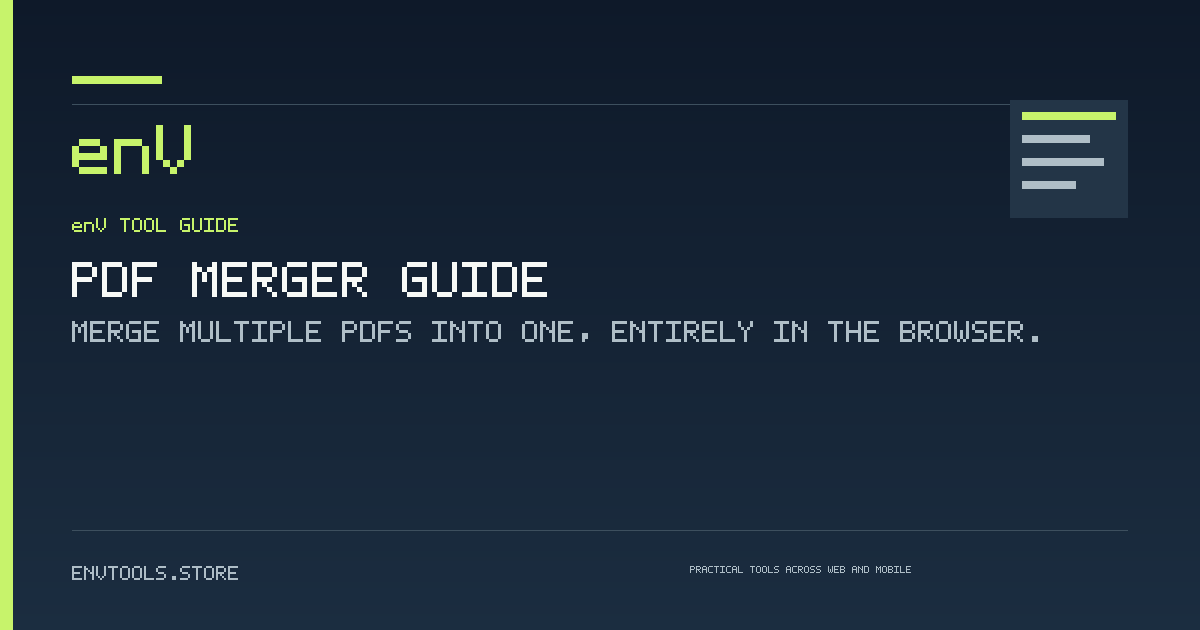 enV
enV TOOL GUIDE
PDF MERGER GUIDE
MERGE MULTIPLE PDFS INTO ONE, ENTIRELY IN THE BROWSER.
ENVTOOLS.STORE
PRACTICAL TOOLS ACROSS WEB AND MOBILE